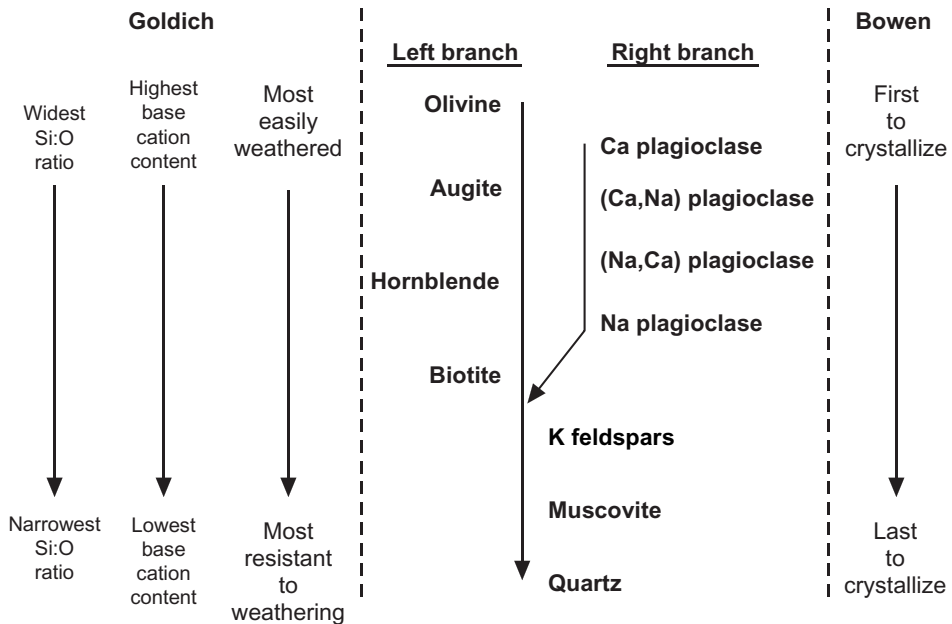 Goldich
Bowen
Left branch
Right branch
Widest
Si:O
ratio
Highest
base
cation
content
Most
easily
weathered
Olivine
Augite
Hornblende
Biotite
Ca plagioclase
(Ca,Na) plagioclase
(Na,Ca) plagioclase
Na plagioclase
K feldspars
Muscovite
Quartz
First
to
crystallize
Narrowest
Si:O
ratio
Lowest
base
cation
content
Most
resistant
to
weathering
Last
to
crystallize